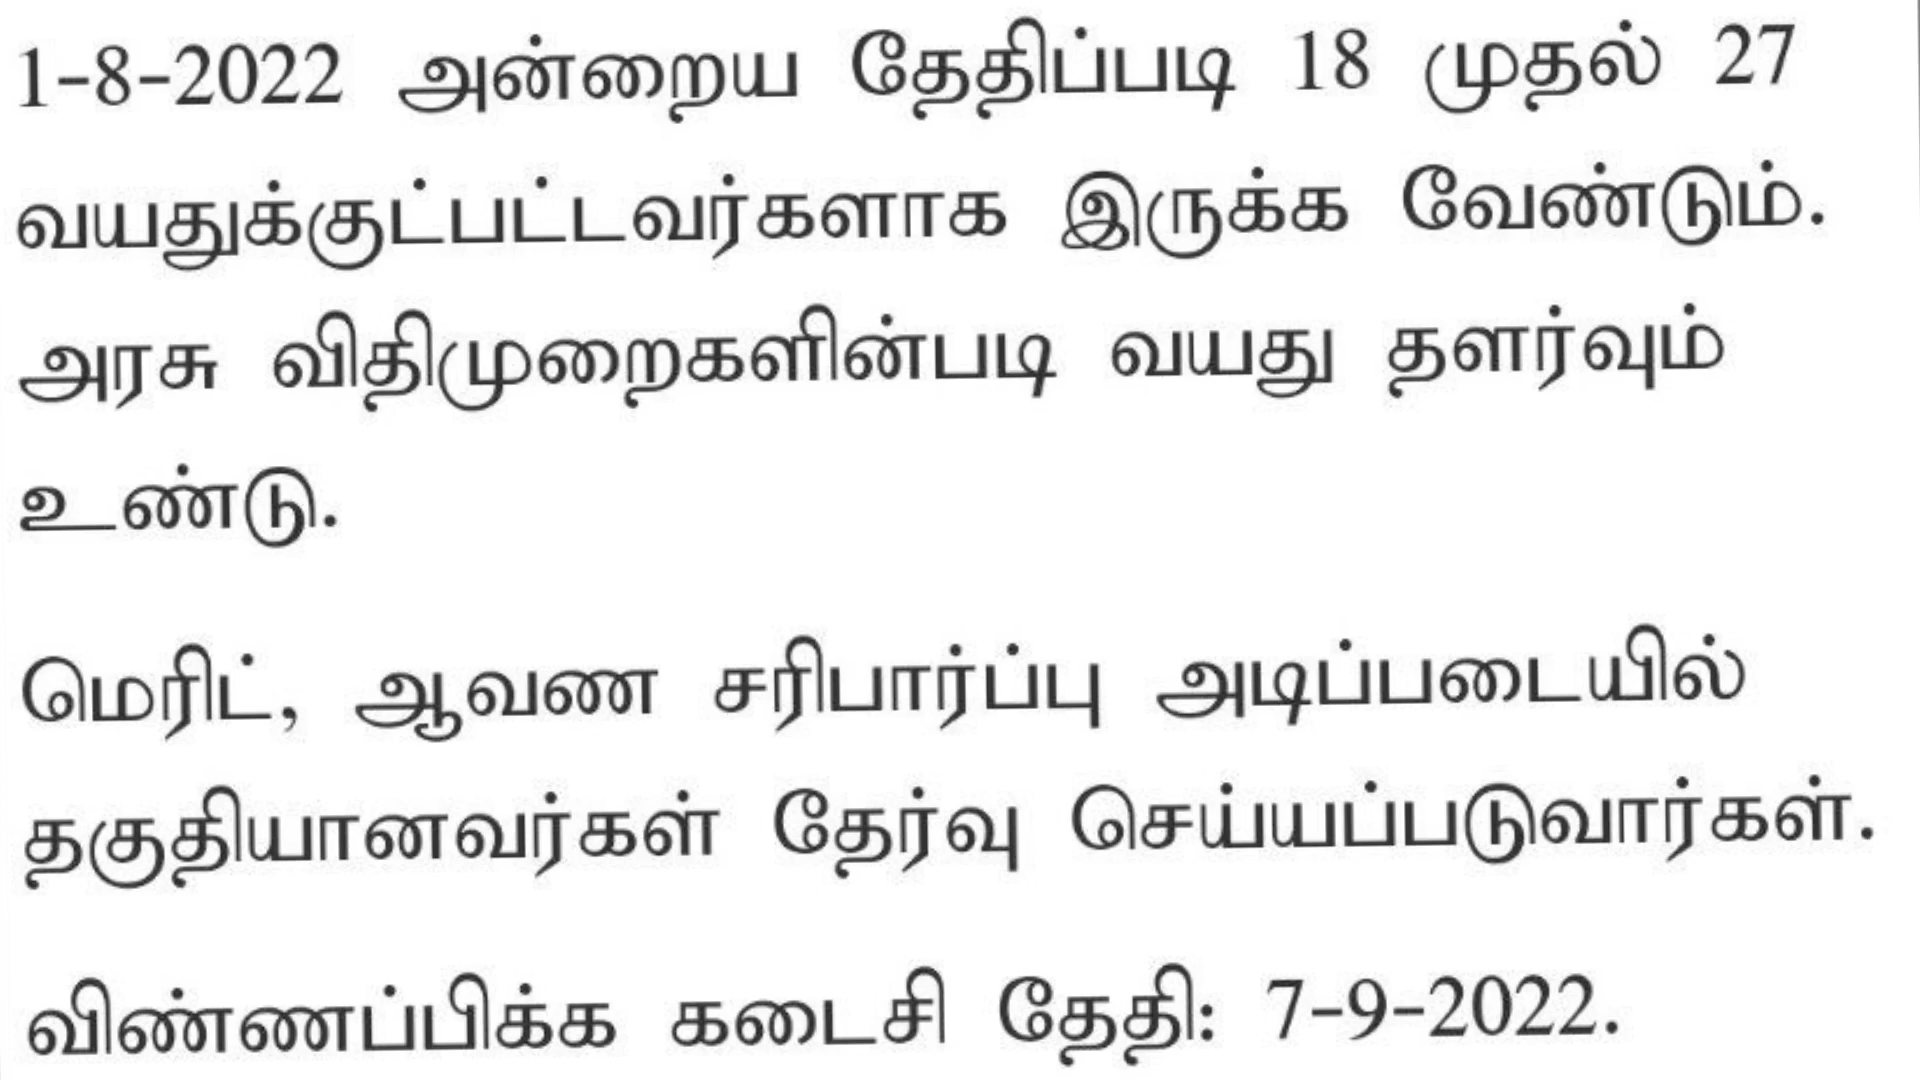 1-8-2022 அன்றைய தேதிப்படி 18 முதல் 27
வயதுக்குட்பட்டவர்களாக இருக்க வேண்டும்.
அரசு விதிமுறைகளின்படி வயது தளர்வும்
உண்டு.
மெரிட், ஆவண சரிபார்ப்பு அடிப்படையில்
தகுதியானவர்கள் தேர்வு செய்யப்படுவார்கள்.
விண்ணப்பிக்க கடைசி தேதி: 7-9-2022.